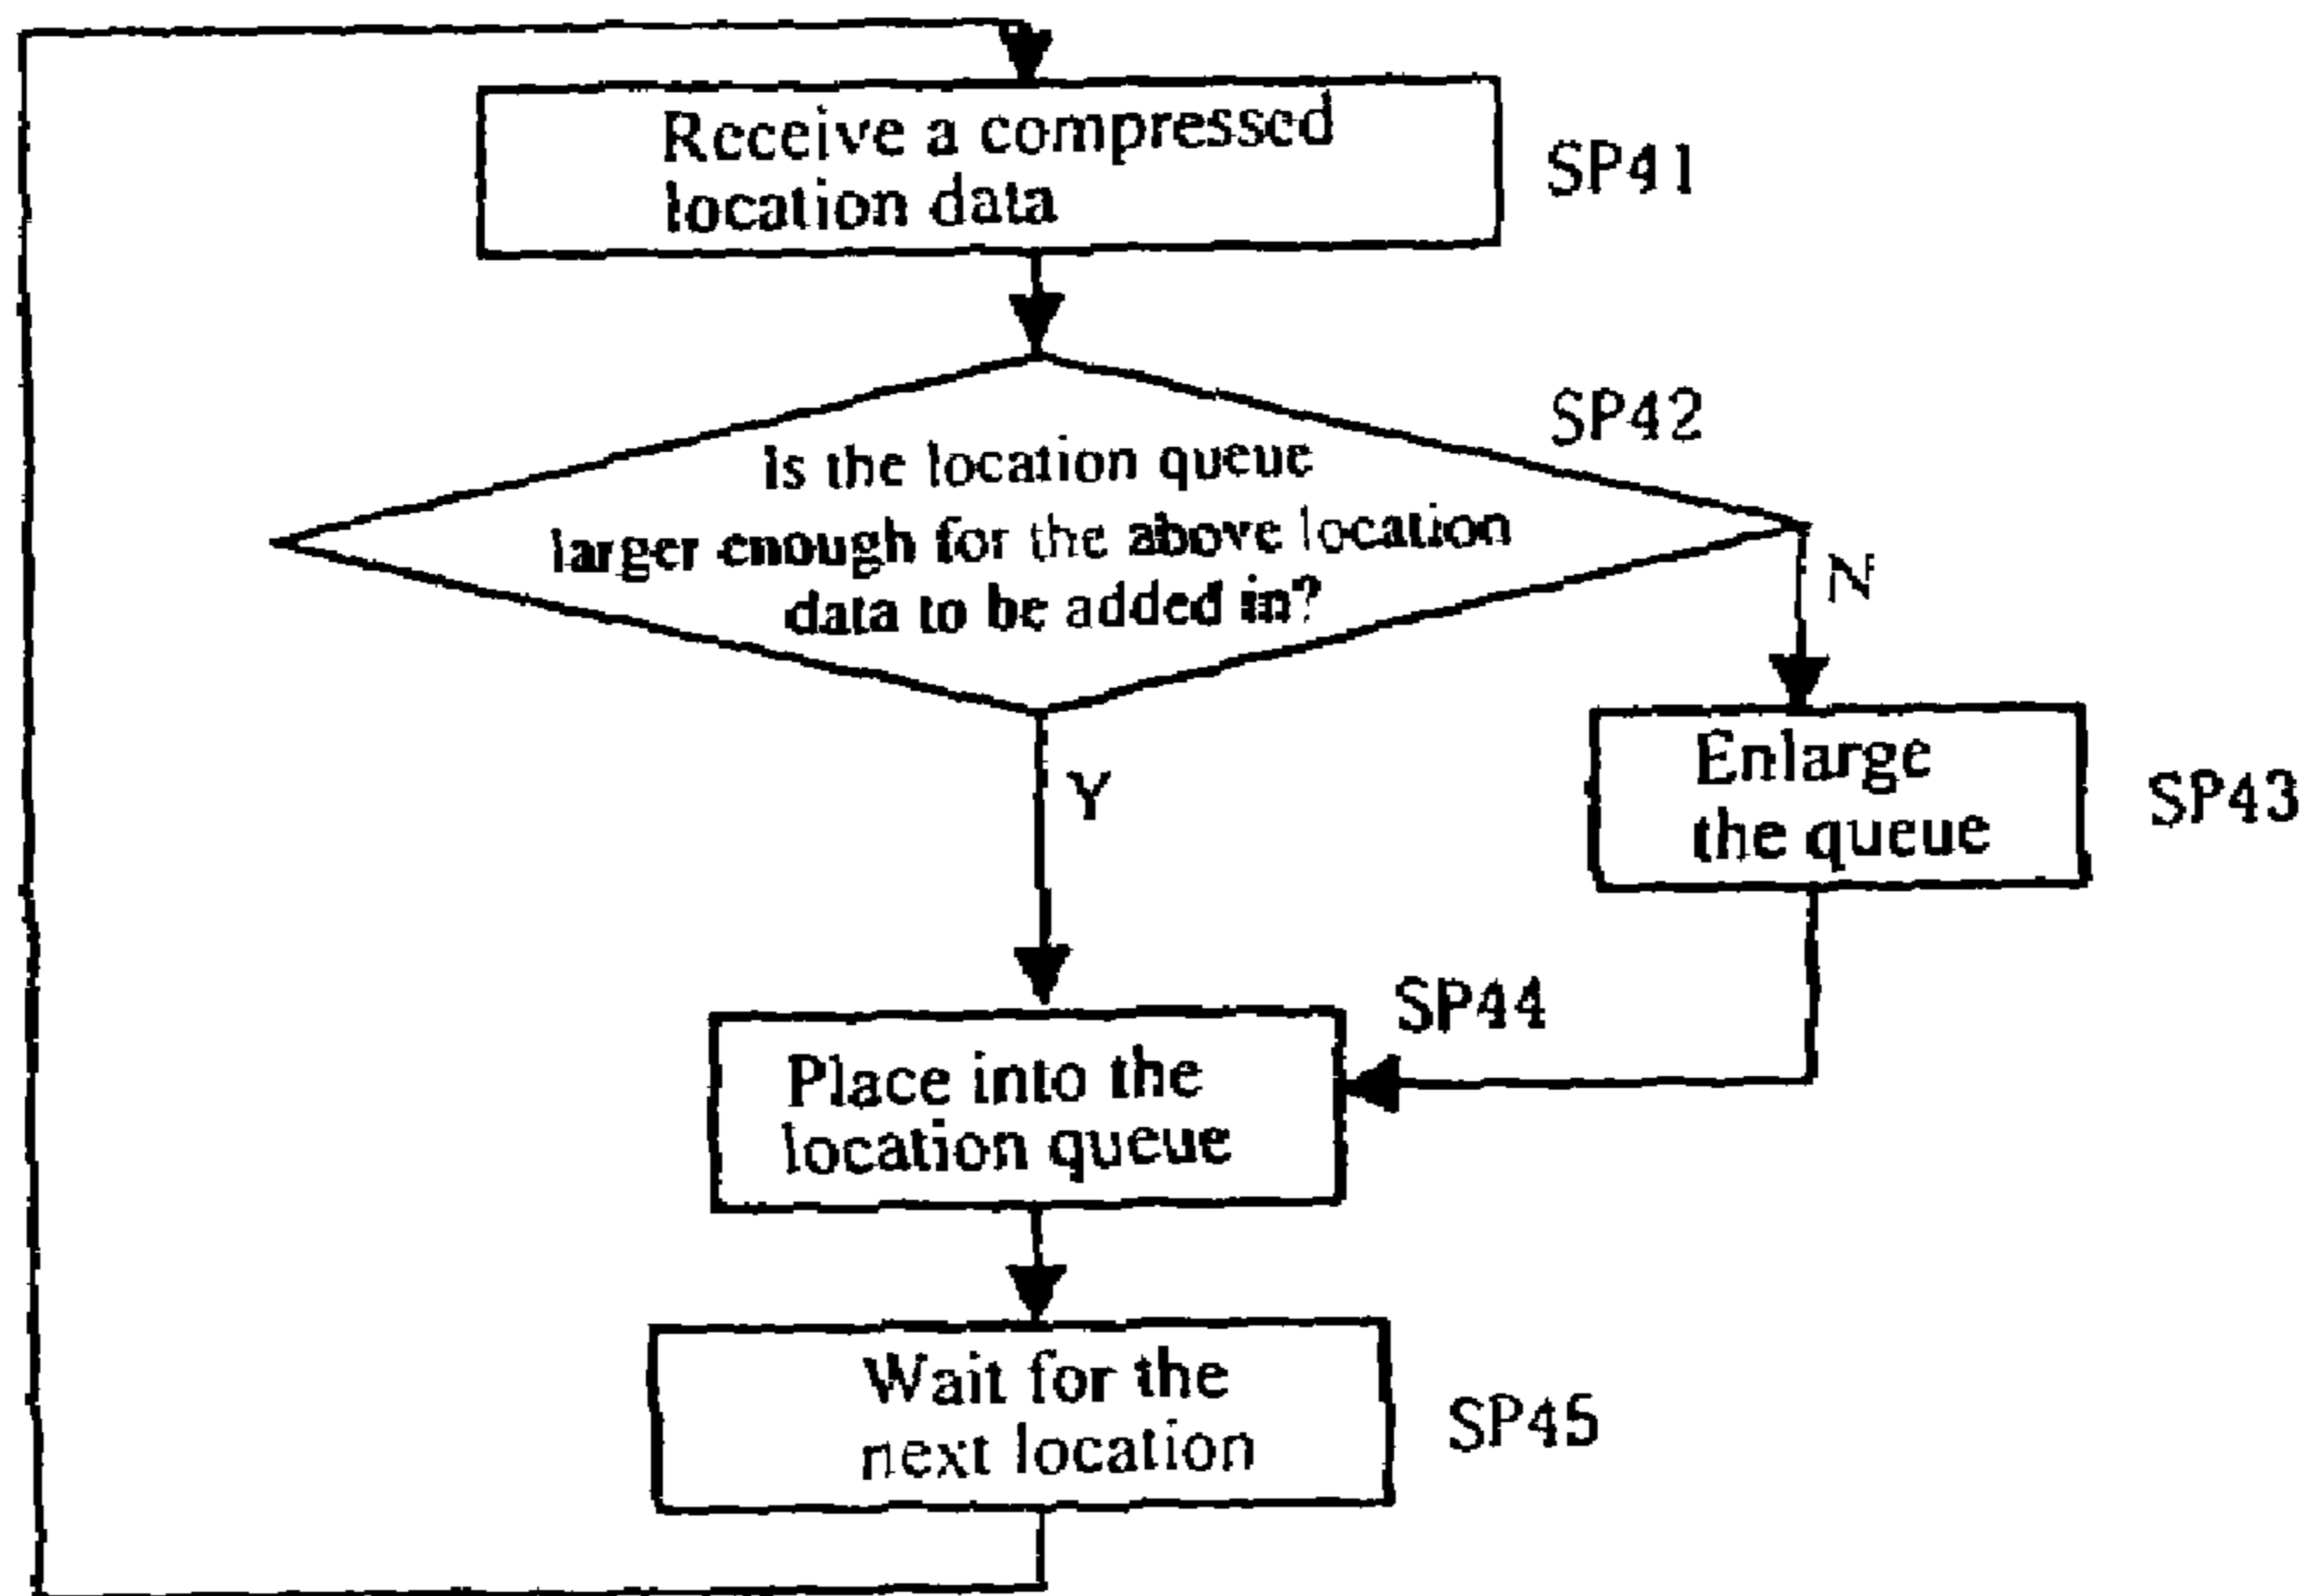 Receive a compressed
location data
SP41
SP42
Is the location queue
larger enough for the above location
data to be added in?
N
Y
Enlarge
the queue
SP43
SP44
Place into the
location queue
Wait for the
next location
SP45